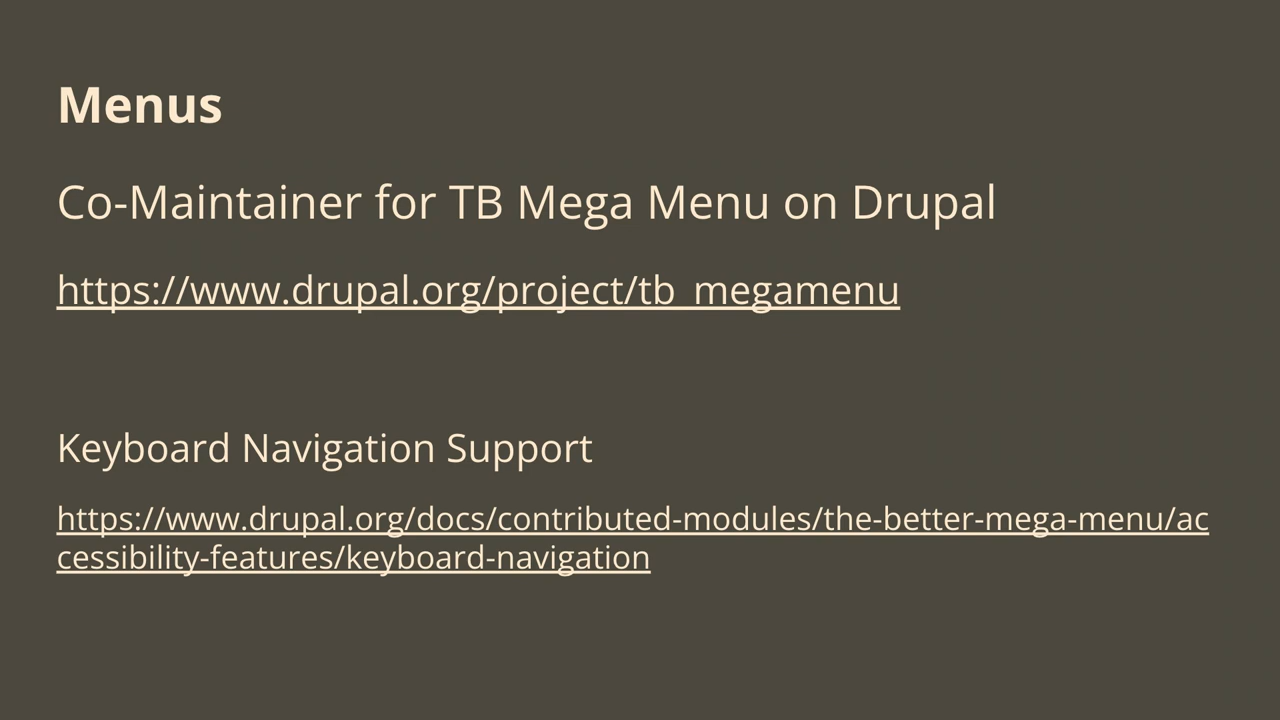 Menus
Co-Maintainer for TB Mega Menu on Drupal
https://www.drupal.org/project/tb_megamenu
Keyboard Navigation Support
https://www.drupal.org/docs/contributed-modules/the-better-mega-menu/ac
cessibility-features/keyboard-navigation